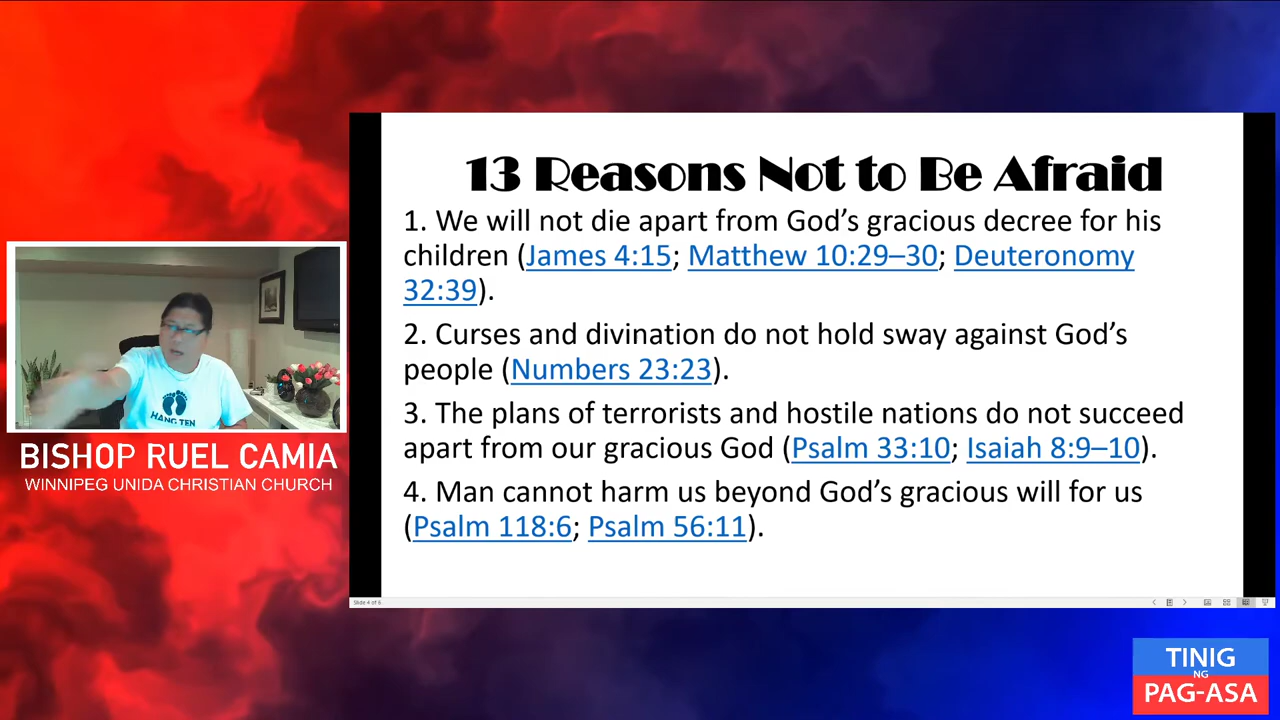 13 Reasons Not to Be Afraid
1. We will not die apart from God’s gracious decree for his
children (James 4:15; Matthew 10:29–30; Deuteronomy
32:39).
2. Curses and divination do not hold sway against God’s
people (Numbers 23:23).
3. The plans of terrorists and hostile nations do not succeed
apart from our gracious God (Psalm 33:10; Isaiah 8:9–10).
4. Man cannot harm us beyond God’s gracious will for us
(Psalm 118:6; Psalm 56:11).
Slide 4 of 6
HANG TEN
BISHOP RUEL CAMIA
WINNIPEG UNIDA CHRISTIAN CHURCH
TINIG
NG
PAG-ASA